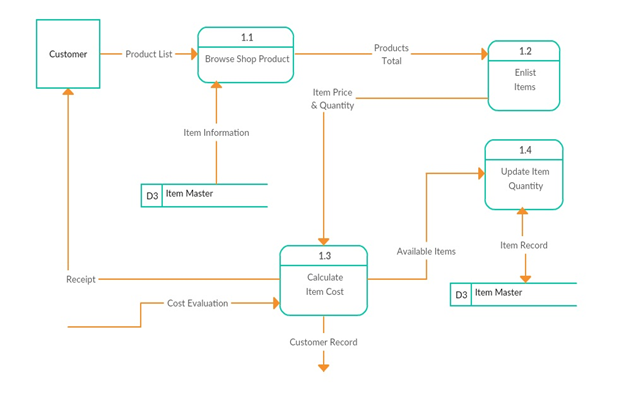 Customer
Product List
1.1
Browse Shop Product
Products
Total
1.2
Enlist
Items
Item Price
& Quantity
Item Information
D3 Item Master
1.4
Update Item
Quantity
1.3
Calculate
Item Cost
Available Items
Item Record
D3 Item Master
Receipt
Cost Evaluation
Customer Record